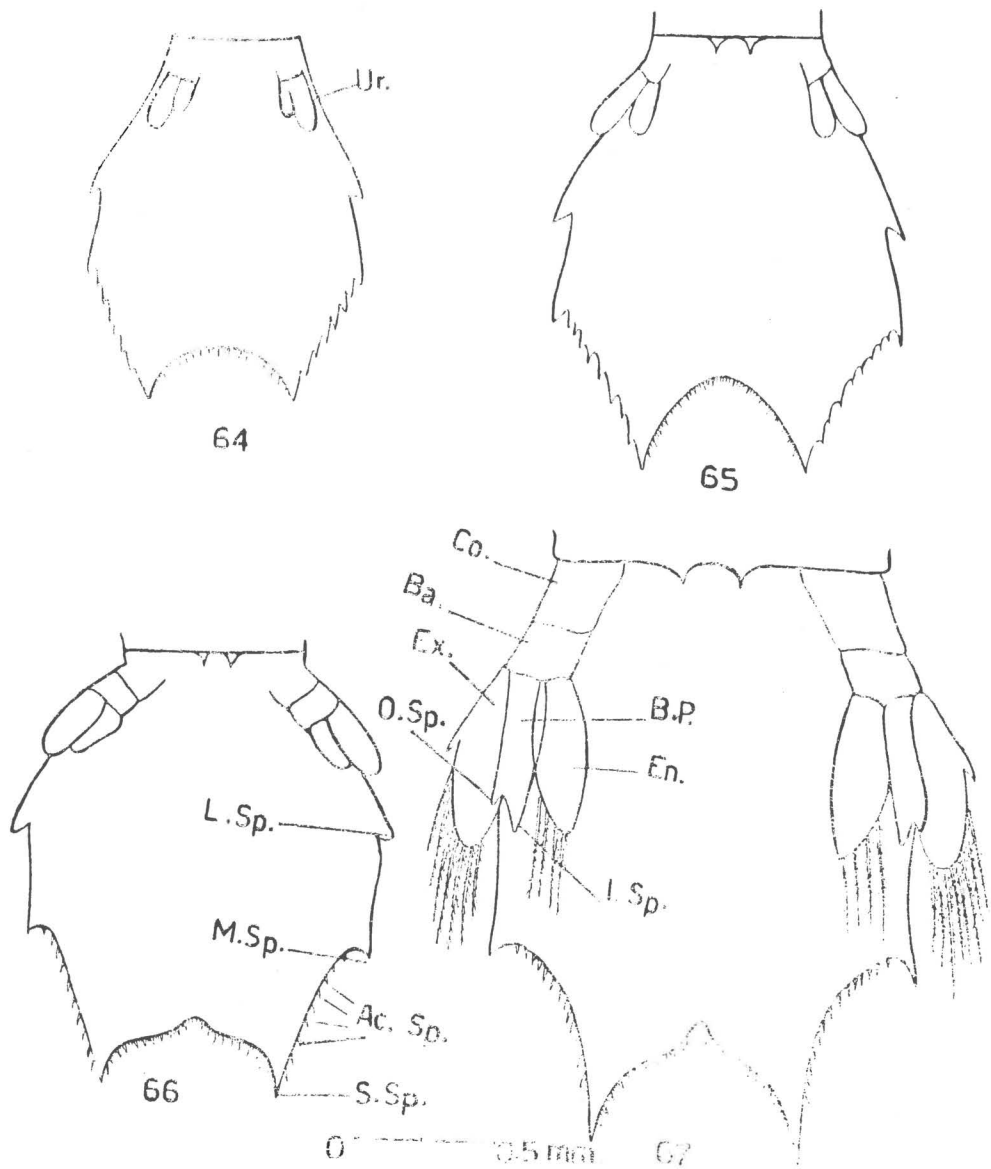 Ur.
64
65
Co.
Ba.
Ex.
O.Sp.
B.P.
En.
I.Sp.
L.Sp.
M.Sp.
Ac. Sp.
S.Sp.
66
0 0.5 mm 67